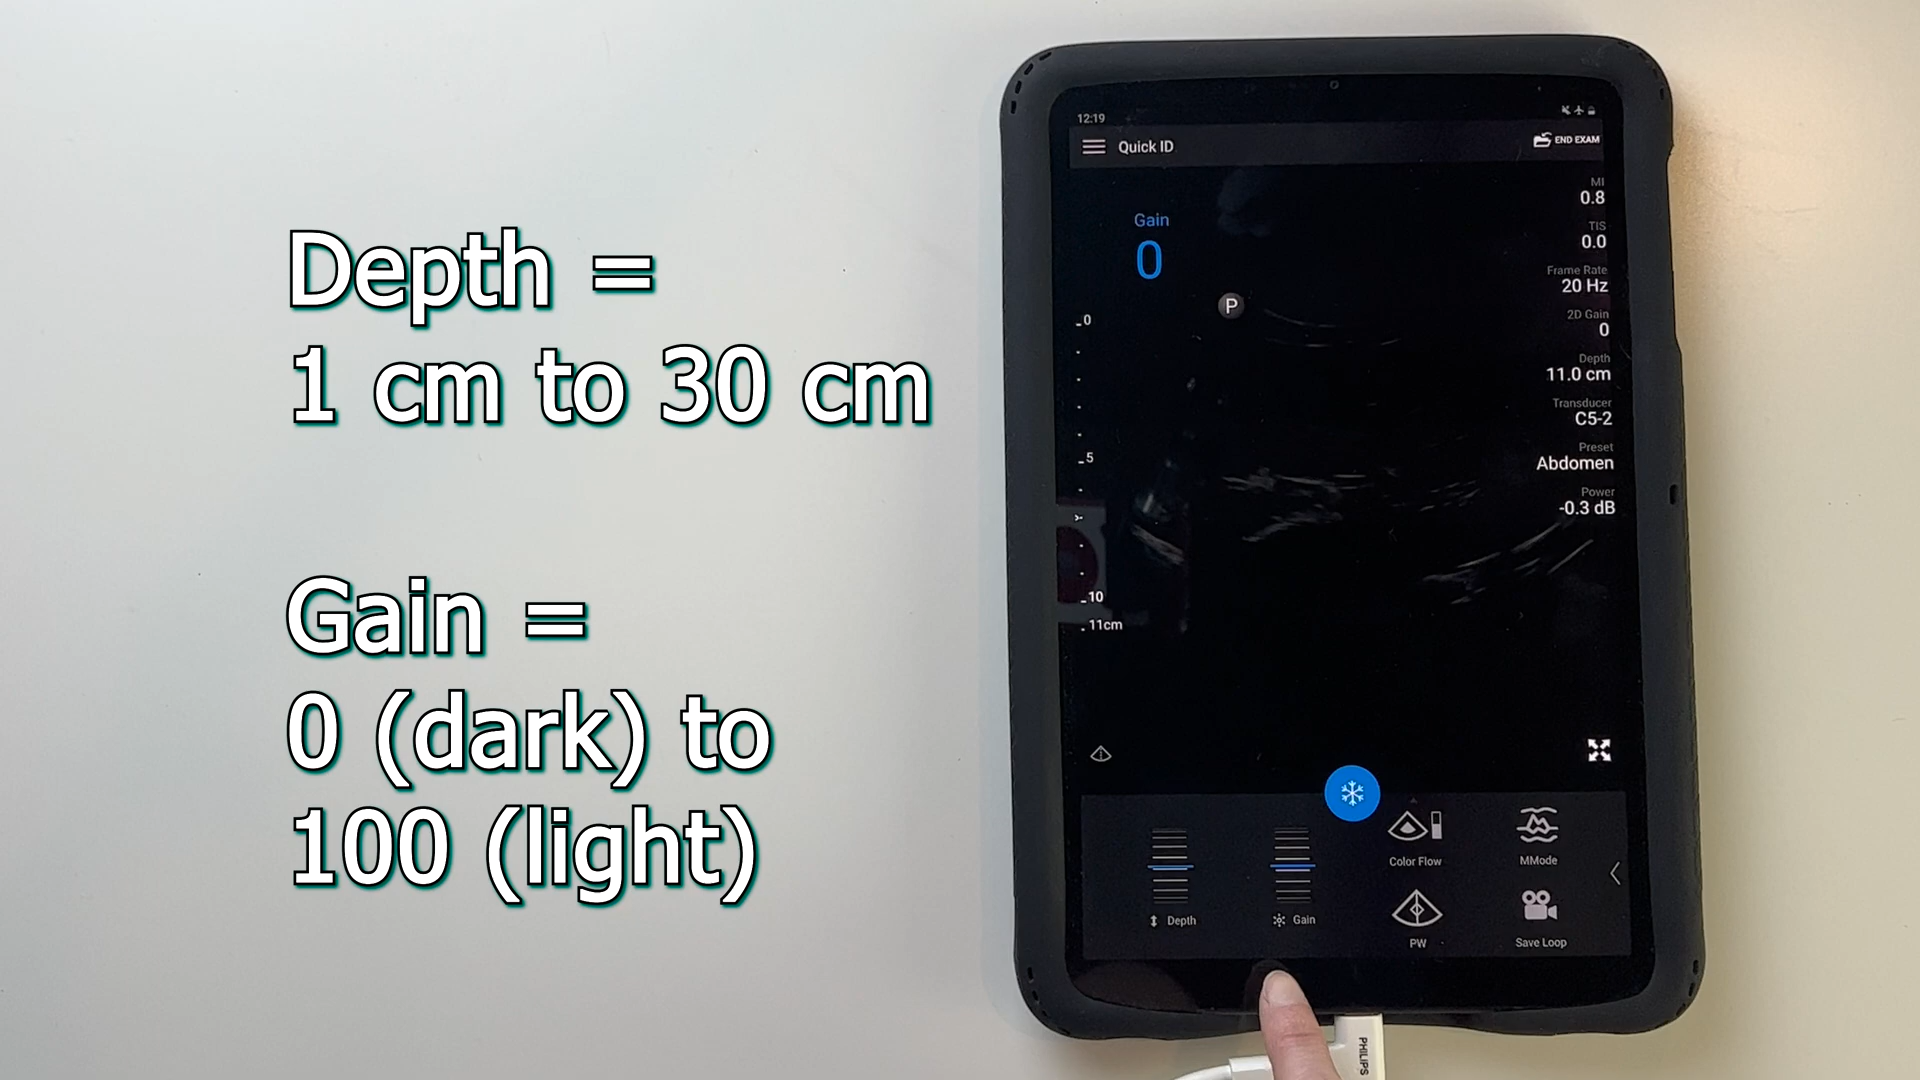 Depth =
1 cm to 30 cm
Gain =
0 (dark) to
100 (light)
12:19
Quick ID
END EXAM
Gain
0
P
MI
0.8
TIS
0.0
Frame Rate
20 Hz
2D Gain
0
Depth
11.0 cm
Transducer
C5-2
Preset
Abdomen
Power
-0.3 dB
0
5
10
11cm
Depth
Gain
Color Flow
MMode
PW
Save Loop
PHILIPS